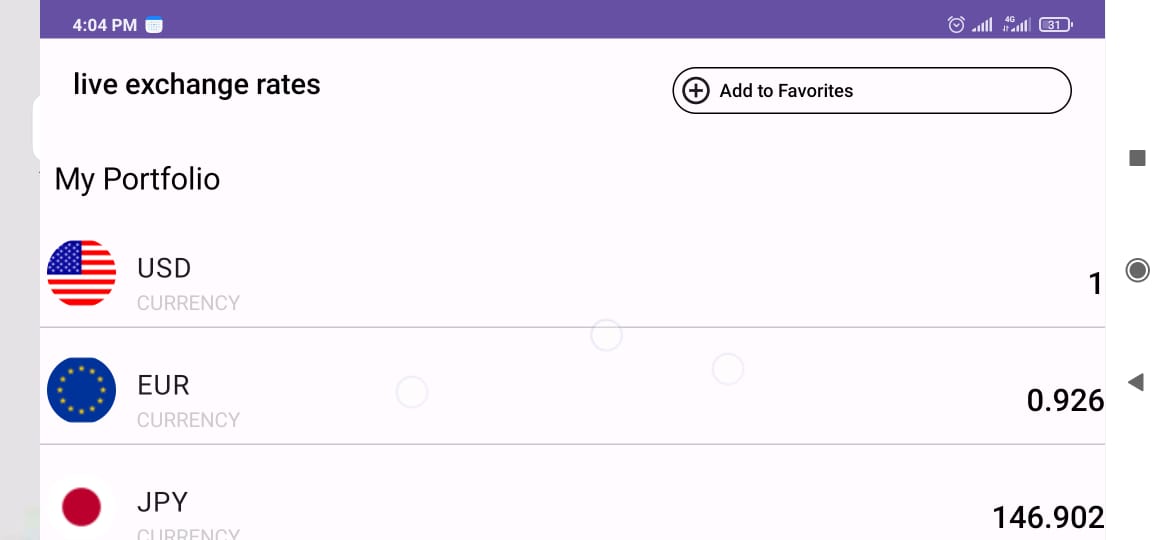 4:04 PM
4G
31
live exchange rates
Add to Favorites
My Portfolio
USD
CURRENCY
1
EUR
CURRENCY
0.926
JPY
CURRENCY
146.902